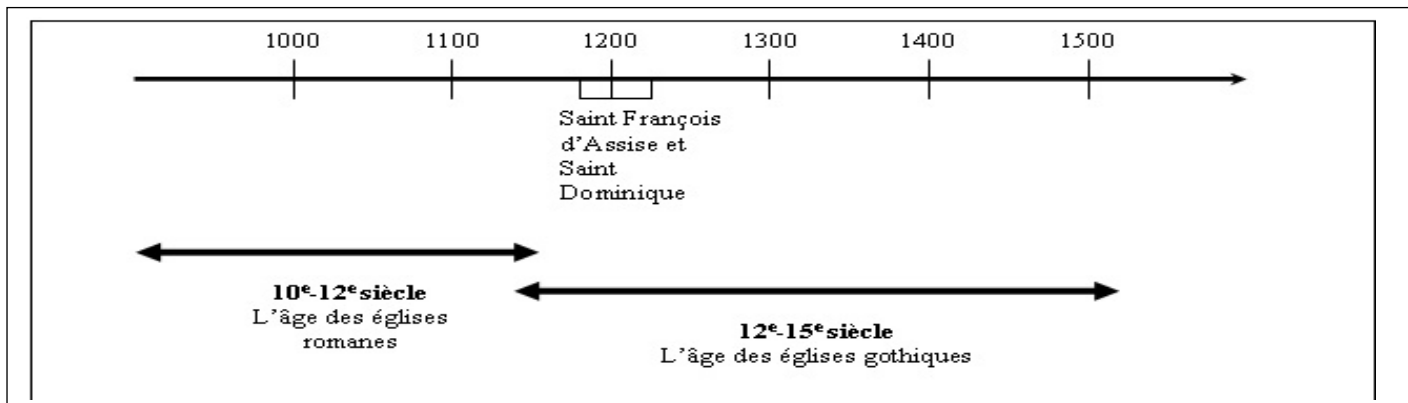 1000 1100 1200 1300 1400 1500
Saint François
d'Assise et
Saint
Dominique
10e-12e siècle
L'âge des églises
romanes
12e-15e siècle
L'âge des églises gothiques